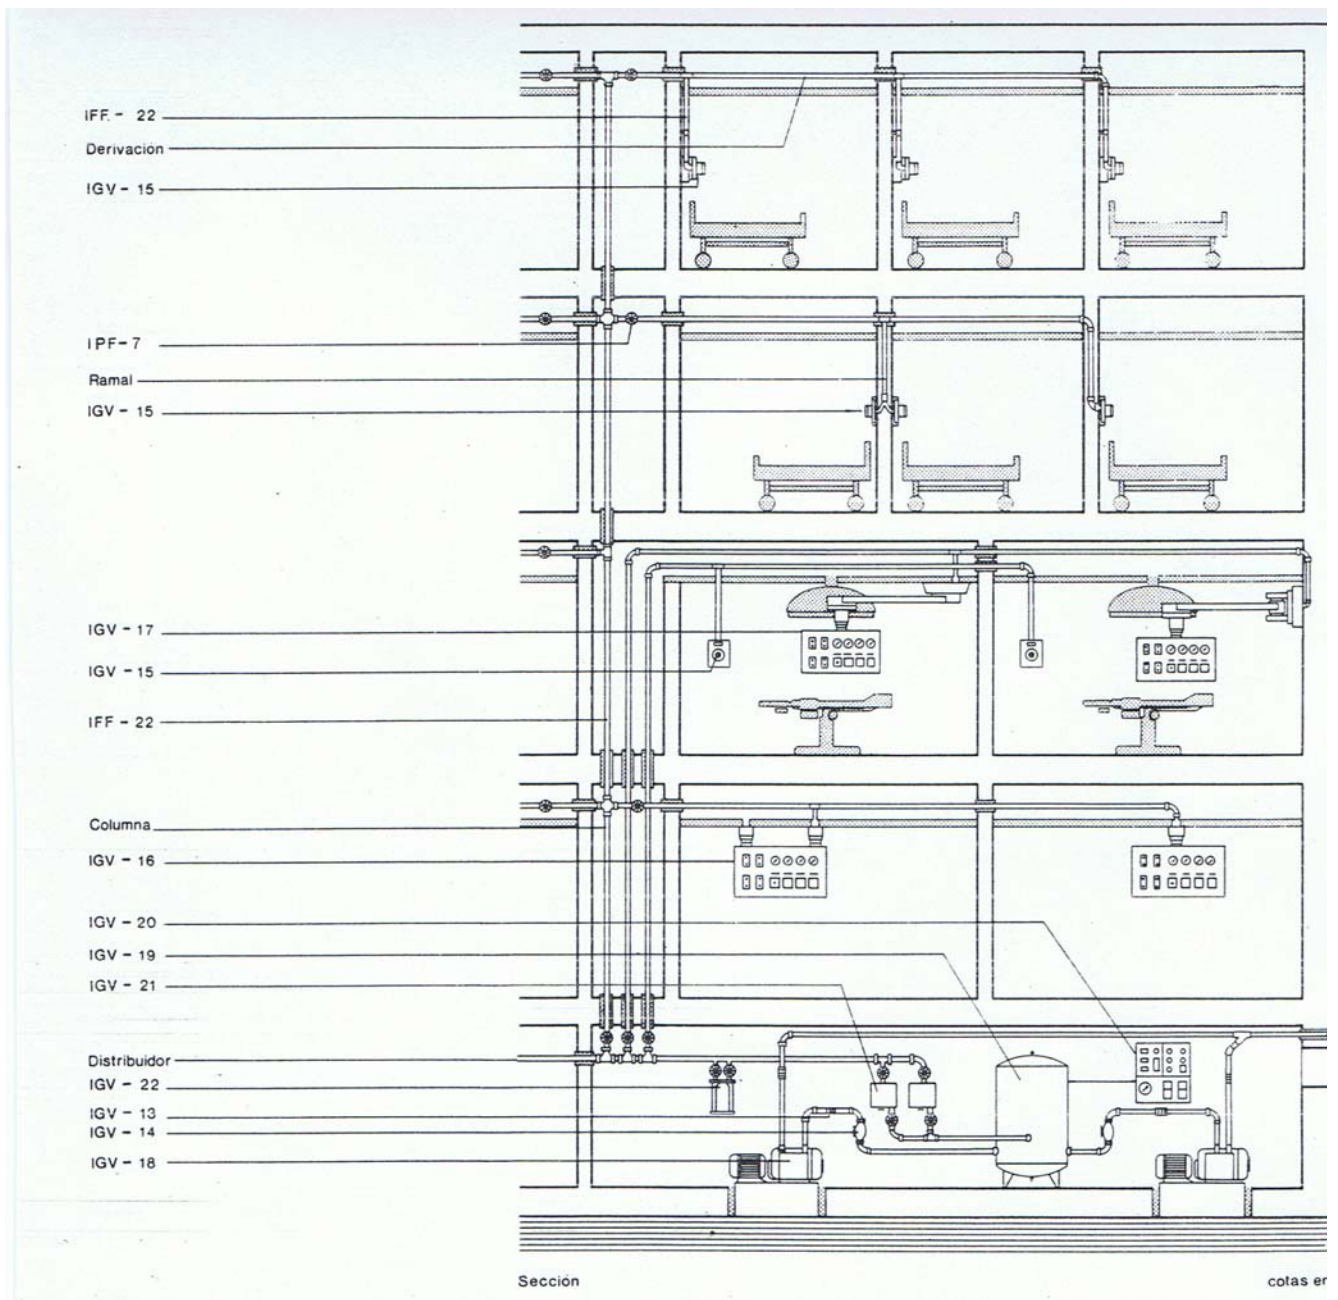 IFF - 22
Derivación
IGV - 15
IPF - 7
Ramal
IGV - 15
IGV - 17
IGV - 15
IFF - 22
Columna
IGV - 16
IGV - 20
IGV - 19
IGV - 21
Distribuidor
IGV - 22
IGV - 13
IGV - 14
IGV - 18
Sección
cotas en